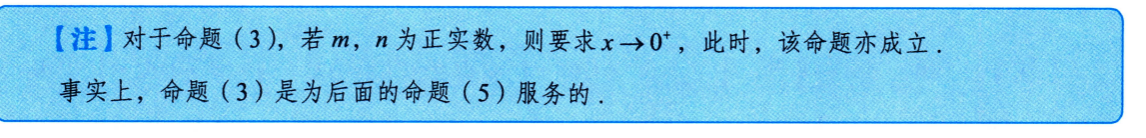 【注】对于命题（3），若 m，n 为正实数，则要求 x→0⁺，此时，该命题亦成立．
事实上，命题（3）是为后面的命题（5）服务的．